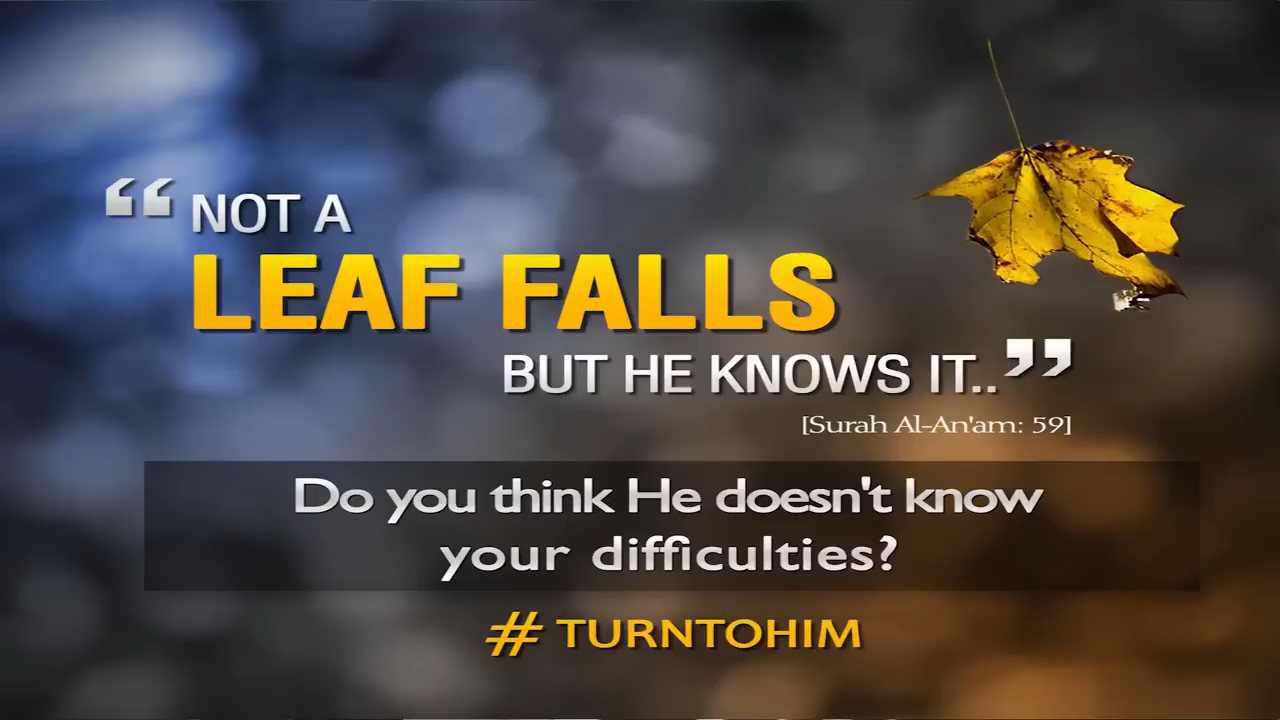 “ NOT A
LEAF FALLS
BUT HE KNOWS IT.. ”
[Surah Al-An'am: 59]
Do you think He doesn't know
your difficulties?
# TURNTOHIM